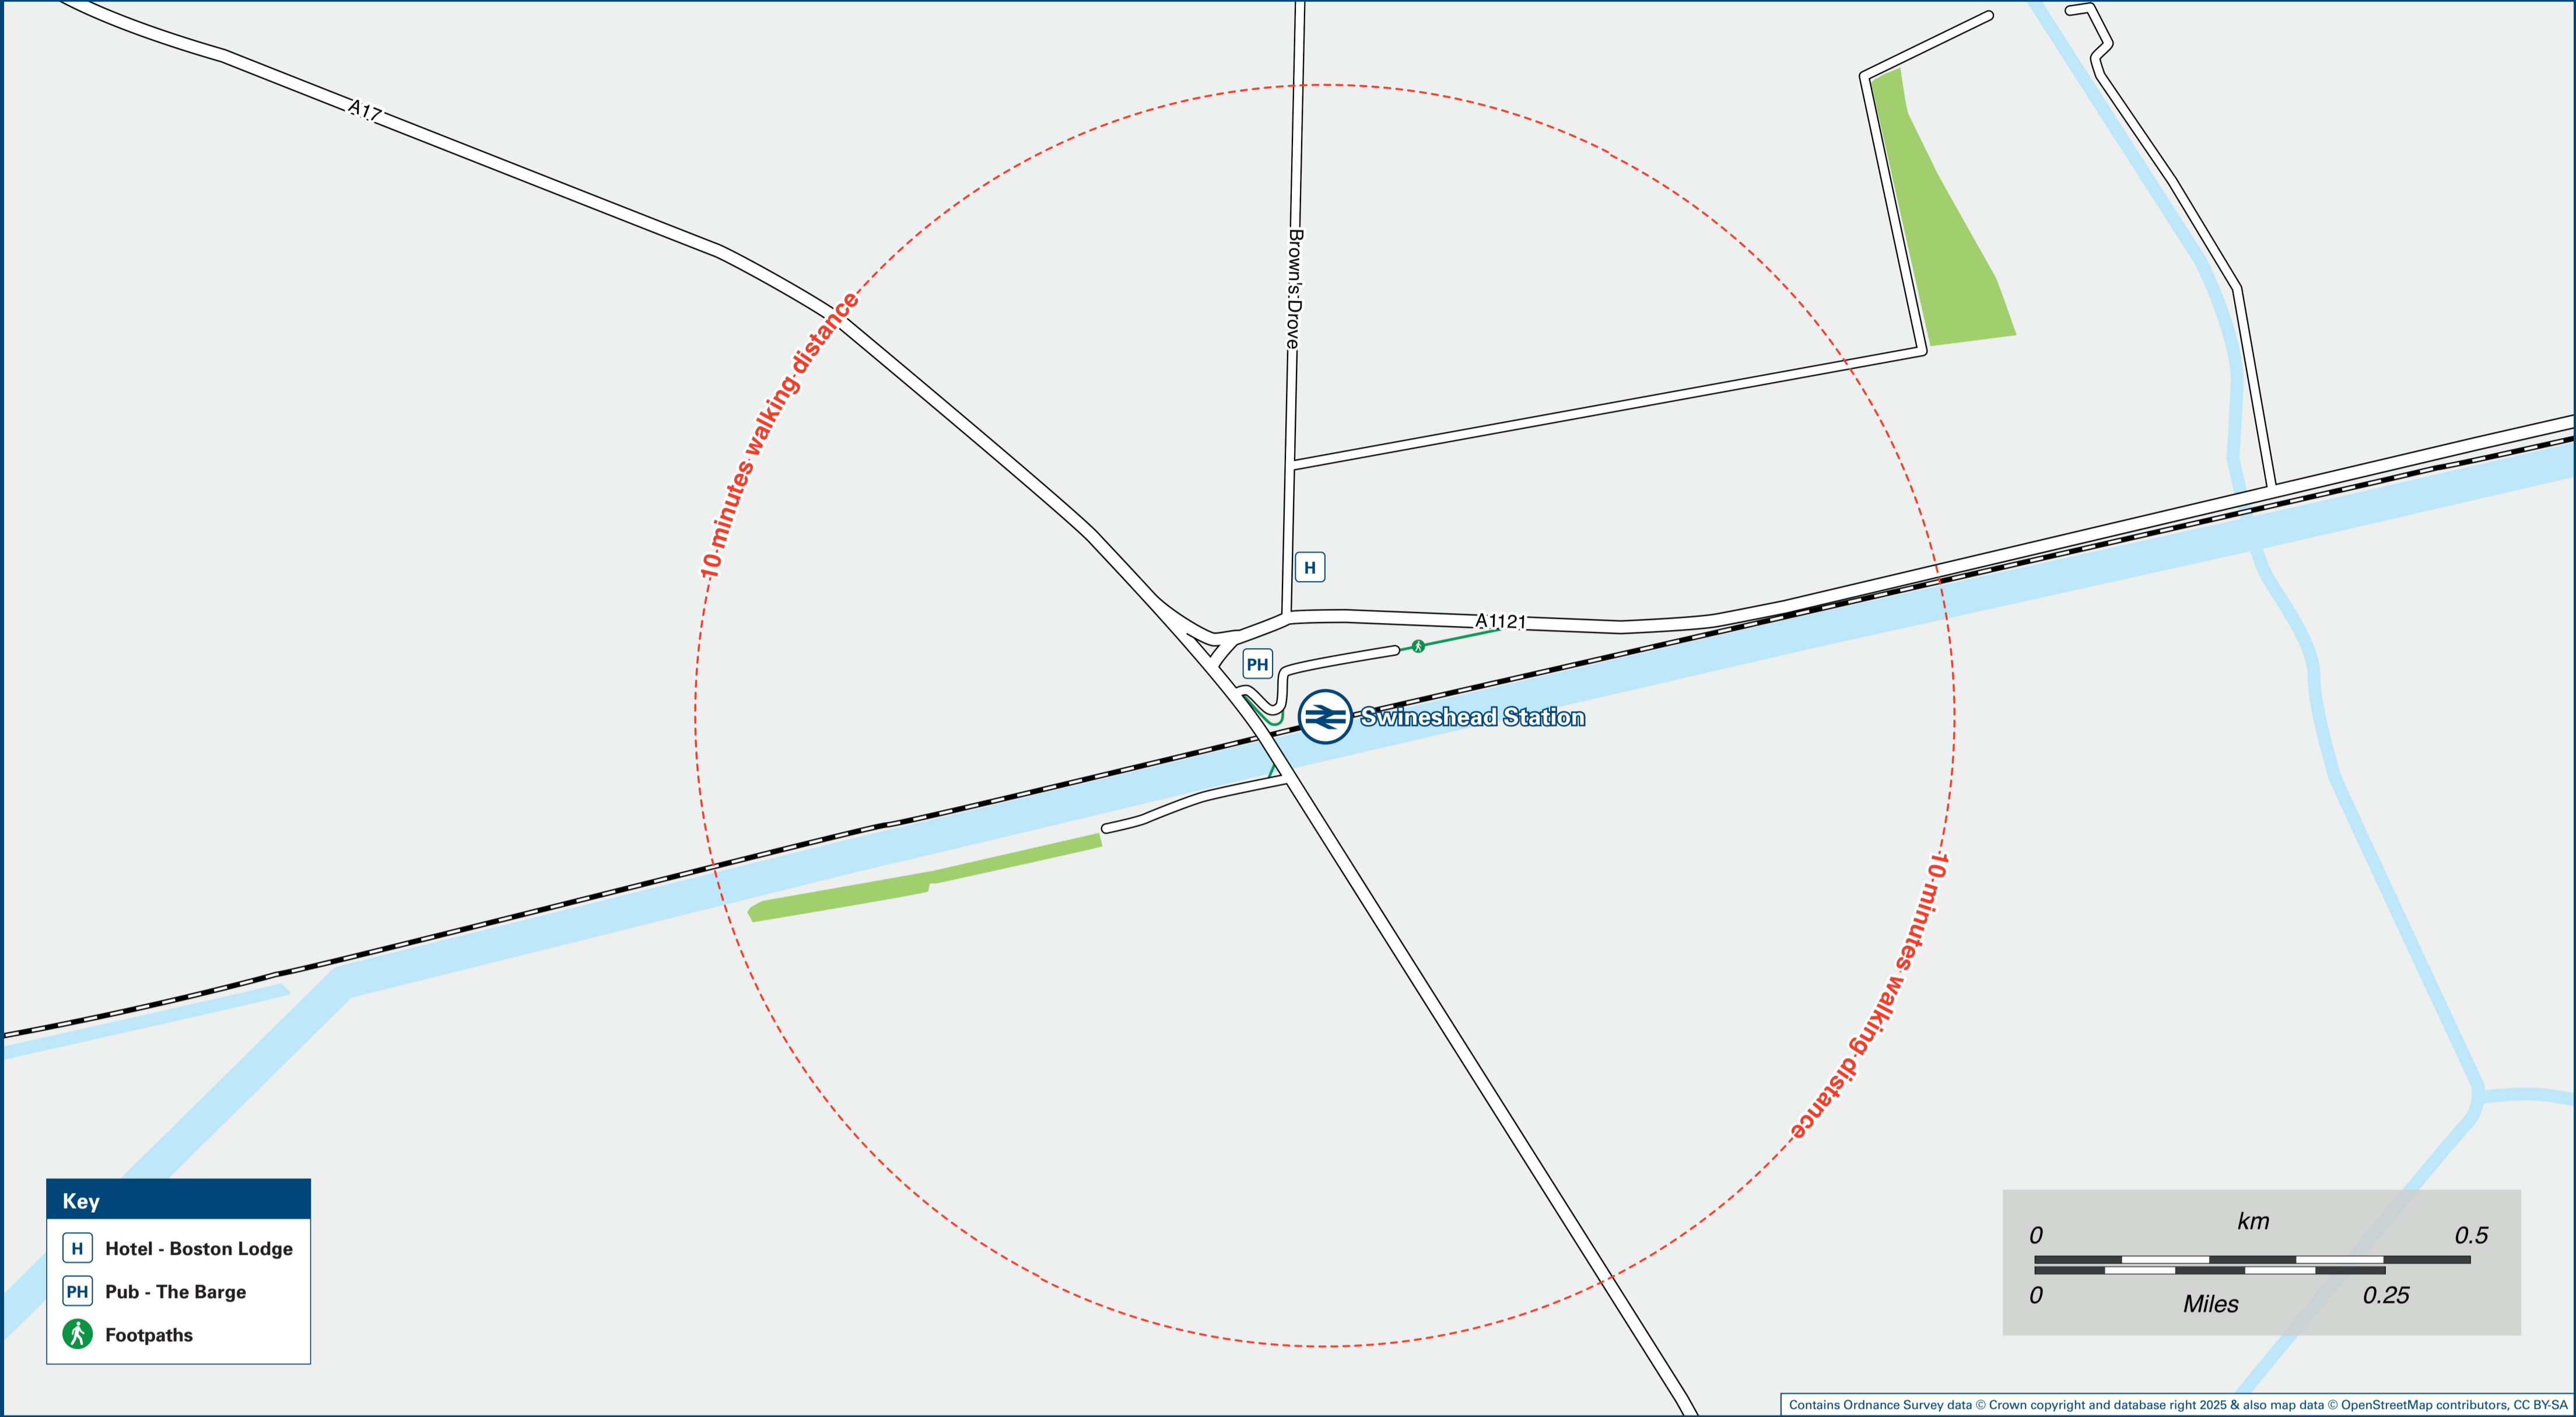 A17
Brown's Drove
10 minutes walking distance
H
A1121
PH
Swineshead Station
10 minutes walking distance
Key
H Hotel - Boston Lodge
PH Pub - The Barge
Footpaths
km
0 0.5
0 0.25
Miles
Contains Ordnance Survey data © Crown copyright and database right 2025 & also map data © OpenStreetMap contributors, CC BY-SA